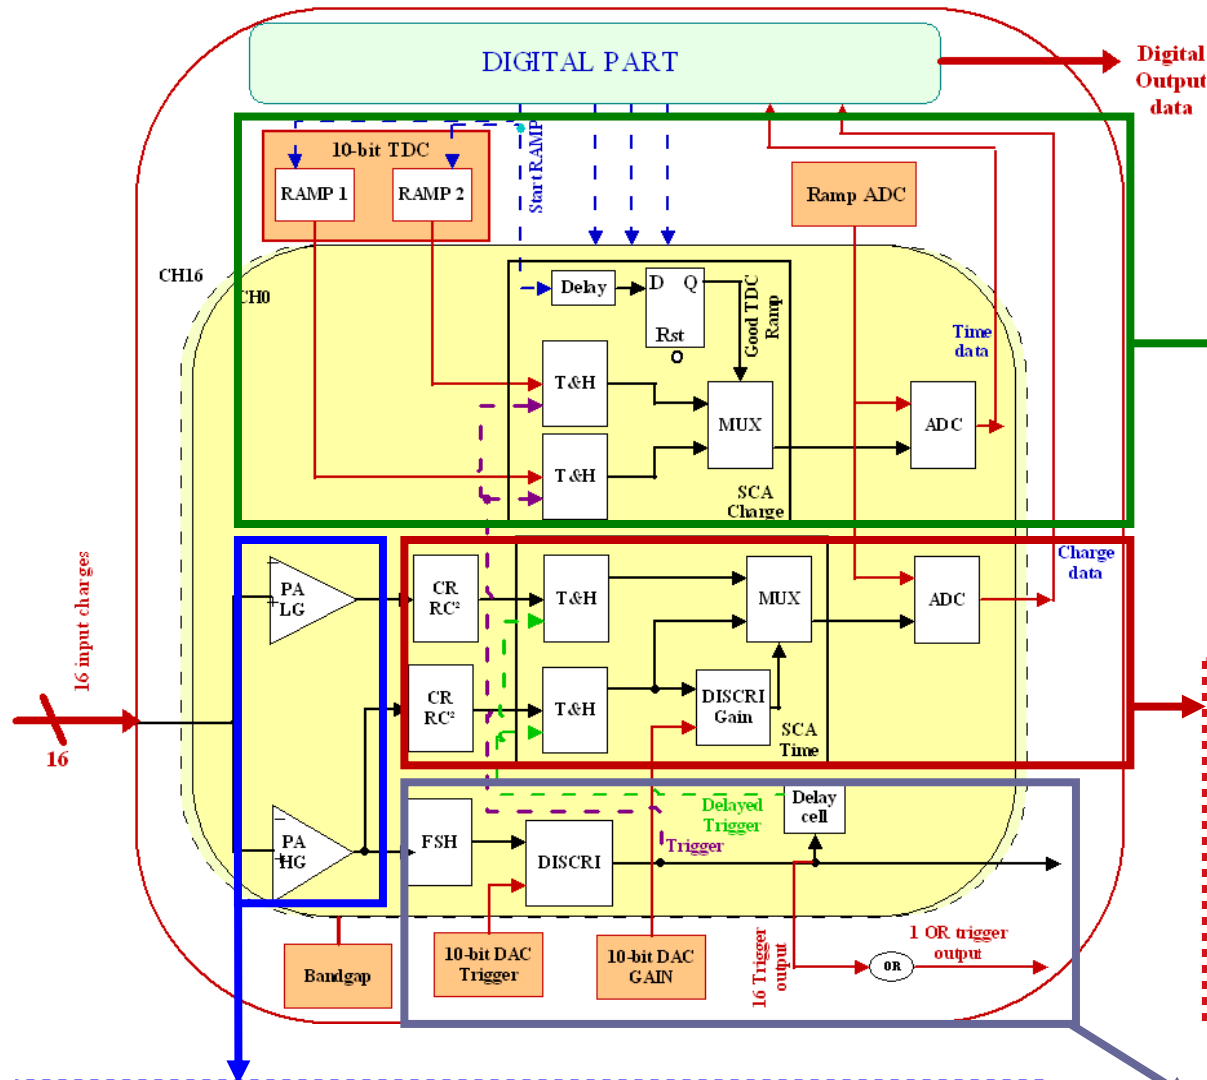 DIGITAL PART
Digital
Output
data
10-bit TDC
RAMP 1
RAMP 2
Start RAMP
Ramp ADC
CH16
CH0
Delay
D Q
Rst
Good TDC
Ramp
Time
data
T&H
MUX
ADC
T&H
SCA
Charge
16 input charges
16
PA
LG
CR
RC²
T&H
MUX
ADC
Charge
data
CR
RC²
T&H
DISCRI
Gain
SCA
Time
PA
HG
FSH
DISCRI
Delayed
Trigger
Trigger
Delay
cell
Bandgap
10-bit DAC
Trigger
10-bit DAC
GAIN
16 Trigger
output
OR
1 OR trigger
output